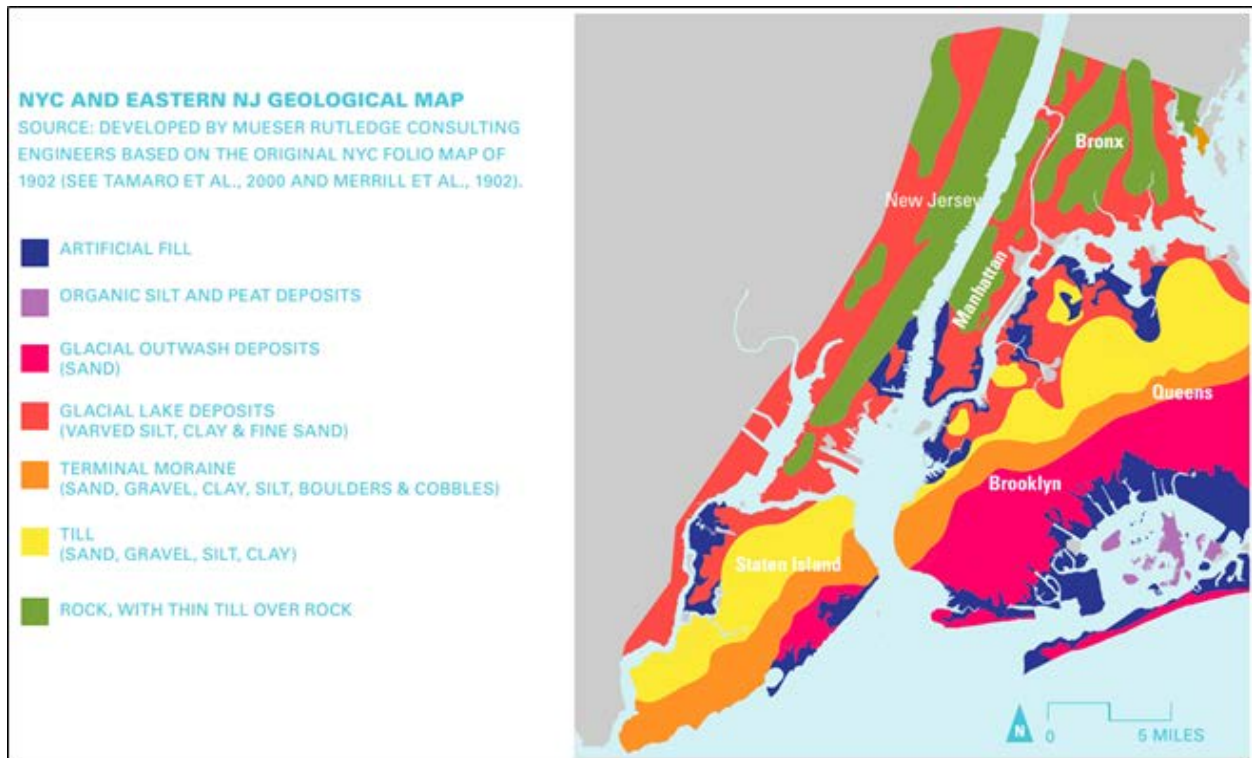 NYC AND EASTERN NJ GEOLOGICAL MAP
SOURCE: DEVELOPED BY MUESER RUTLEDGE CONSULTING
ENGINEERS BASED ON THE ORIGINAL NYC FOLIO MAP OF
1902 (SEE TAMARO ET AL., 2000 AND MERRILL ET AL., 1902).
ARTIFICIAL FILL
ORGANIC SILT AND PEAT DEPOSITS
GLACIAL OUTWASH DEPOSITS
(SAND)
GLACIAL LAKE DEPOSITS
(VARVED SILT, CLAY & FINE SAND)
TERMINAL MORAINE
(SAND, GRAVEL, CLAY, SILT, BOULDERS & COBBLES)
TILL
(SAND, GRAVEL, SILT, CLAY)
ROCK, WITH THIN TILL OVER ROCK
Bronx
New Jersey
Manhattan
Queens
Brooklyn
Staten Island
N
0 5 MILES